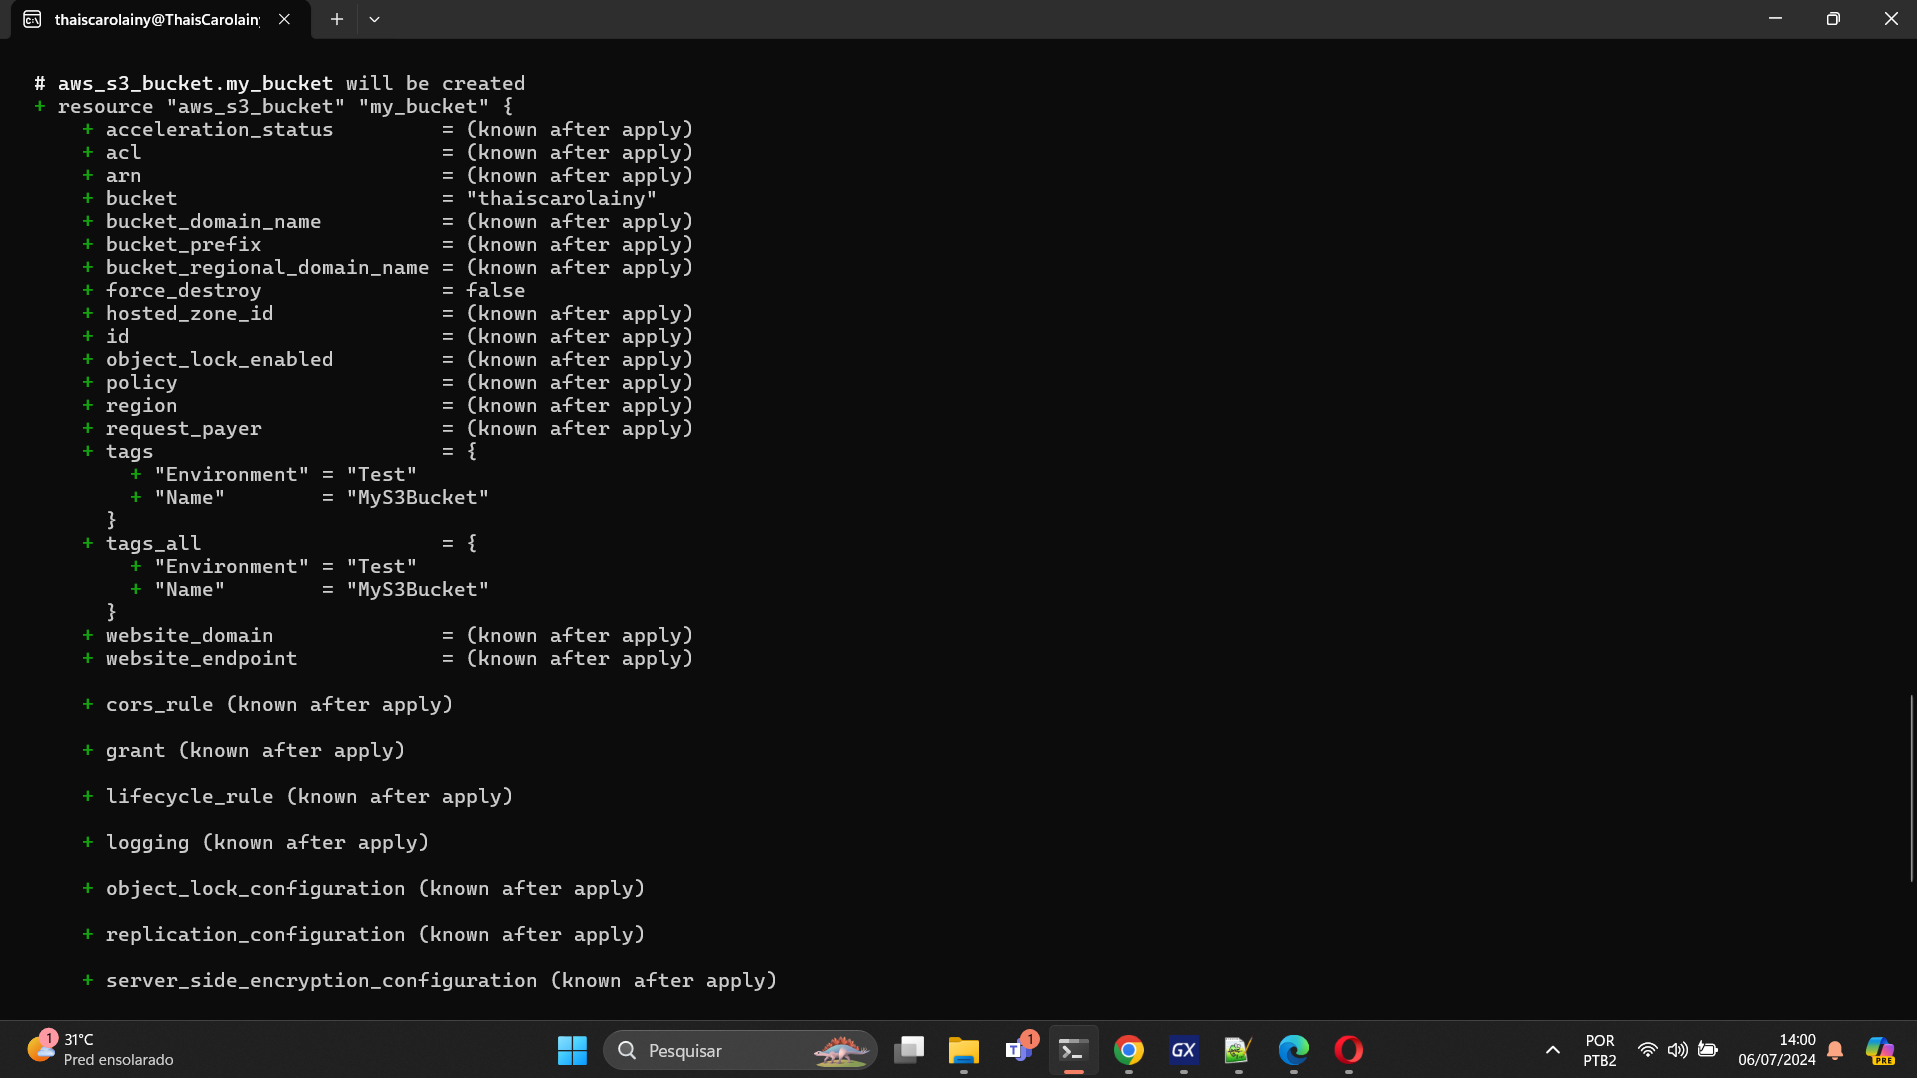 thaiscarolainy@ThaisCarolain
# aws_s3_bucket.my_bucket will be created
+ resource "aws_s3_bucket" "my_bucket" {
+ acceleration_status = (known after apply)
+ acl = (known after apply)
+ arn = (known after apply)
+ bucket = "thaiscarolainy"
+ bucket_domain_name = (known after apply)
+ bucket_prefix = (known after apply)
+ bucket_regional_domain_name = (known after apply)
+ force_destroy = false
+ hosted_zone_id = (known after apply)
+ id = (known after apply)
+ object_lock_enabled = (known after apply)
+ policy = (known after apply)
+ region = (known after apply)
+ request_payer = (known after apply)
+ tags = {
+ "Environment" = "Test"
+ "Name" = "MyS3Bucket"
}
+ tags_all = {
+ "Environment" = "Test"
+ "Name" = "MyS3Bucket"
}
+ website_domain = (known after apply)
+ website_endpoint = (known after apply)
+ cors_rule (known after apply)
+ grant (known after apply)
+ lifecycle_rule (known after apply)
+ logging (known after apply)
+ object_lock_configuration (known after apply)
+ replication_configuration (known after apply)
+ server_side_encryption_configuration (known after apply)
1
31°C
Pred ensolarado
Pesquisar
1
GX
POR
PTB2
14:00
06/07/2024
PRE